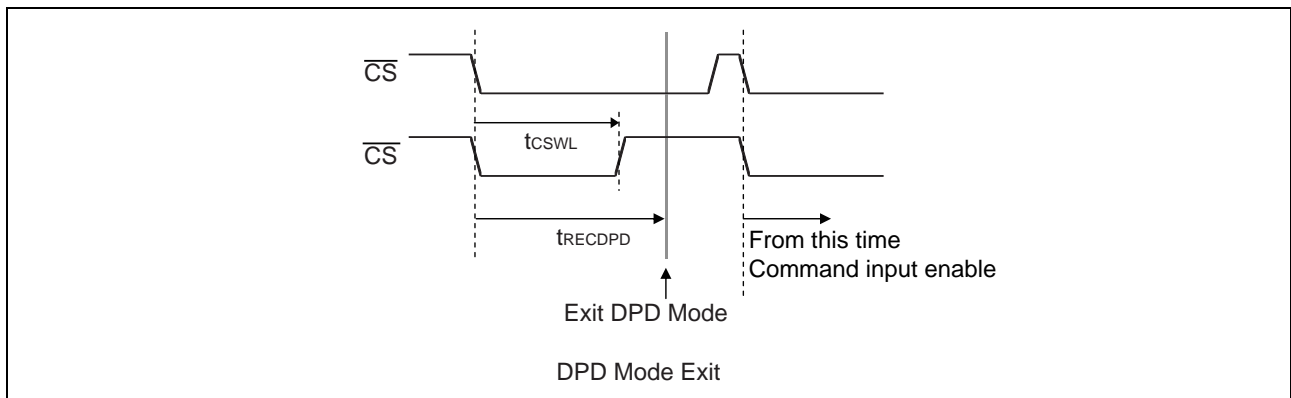 CS
tCSWL
CS
tRECDPD
From this time
Command input enable
Exit DPD Mode
DPD Mode Exit